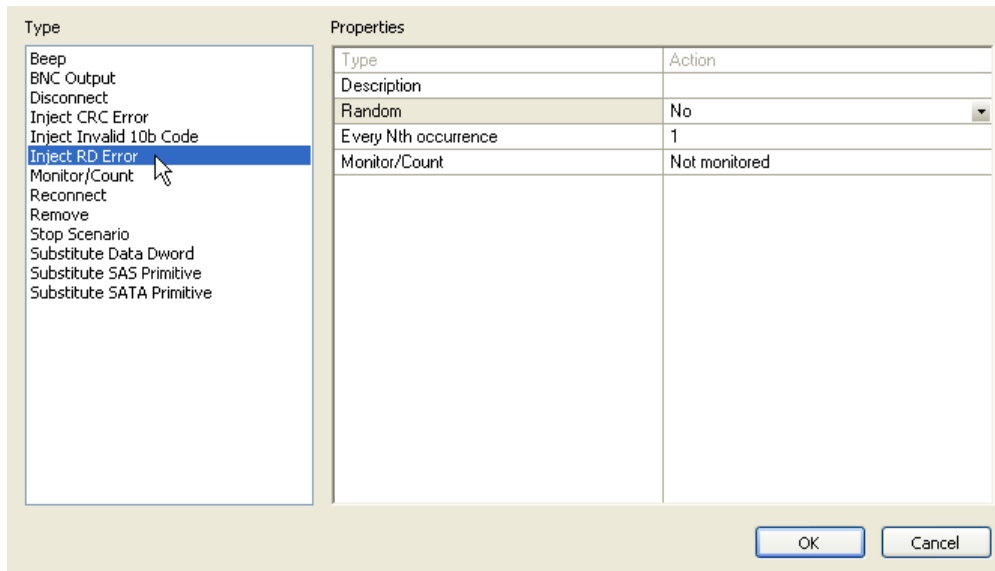 Type
Beep
BNC Output
Disconnect
Inject CRC Error
Inject Invalid 10b Code
Inject RD Error
Monitor/Count
Reconnect
Remove
Stop Scenario
Substitute Data Dword
Substitute SAS Primitive
Substitute SATA Primitive
Properties
Type Action
Description
Random No
Every Nth occurrence 1
Monitor/Count Not monitored
OK Cancel